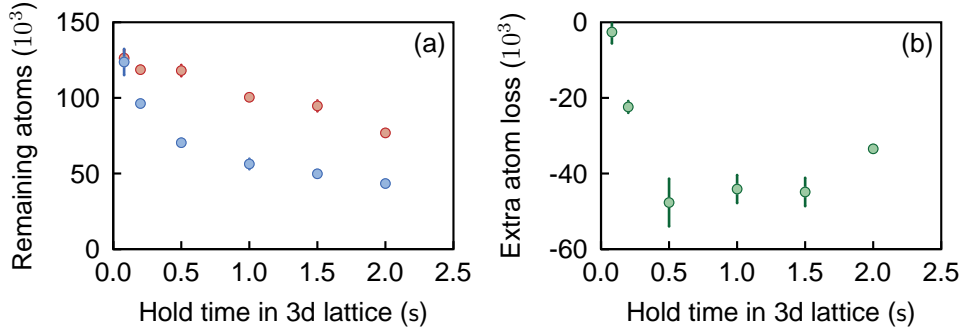 150
100
50
0
Remaining atoms (10³)
(a)
0.0 0.5 1.0 1.5 2.0 2.5
Hold time in 3d lattice (s)
-0
-20
-40
-60
Extra atom loss (10³)
(b)
0.0 0.5 1.0 1.5 2.0 2.5
Hold time in 3d lattice (s)